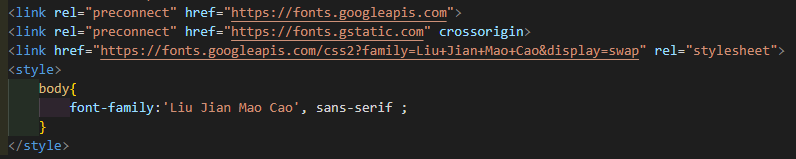 <link rel="preconnect" href="https://fonts.googleapis.com">
<link rel="preconnect" href="https://fonts.gstatic.com" crossorigin>
<link href="https://fonts.googleapis.com/css2?family=Liu+Jian+Mao+Cao&display=swap" rel="stylesheet">
<style>
    body{
        font-family:'Liu Jian Mao Cao', sans-serif ;
    }
</style>